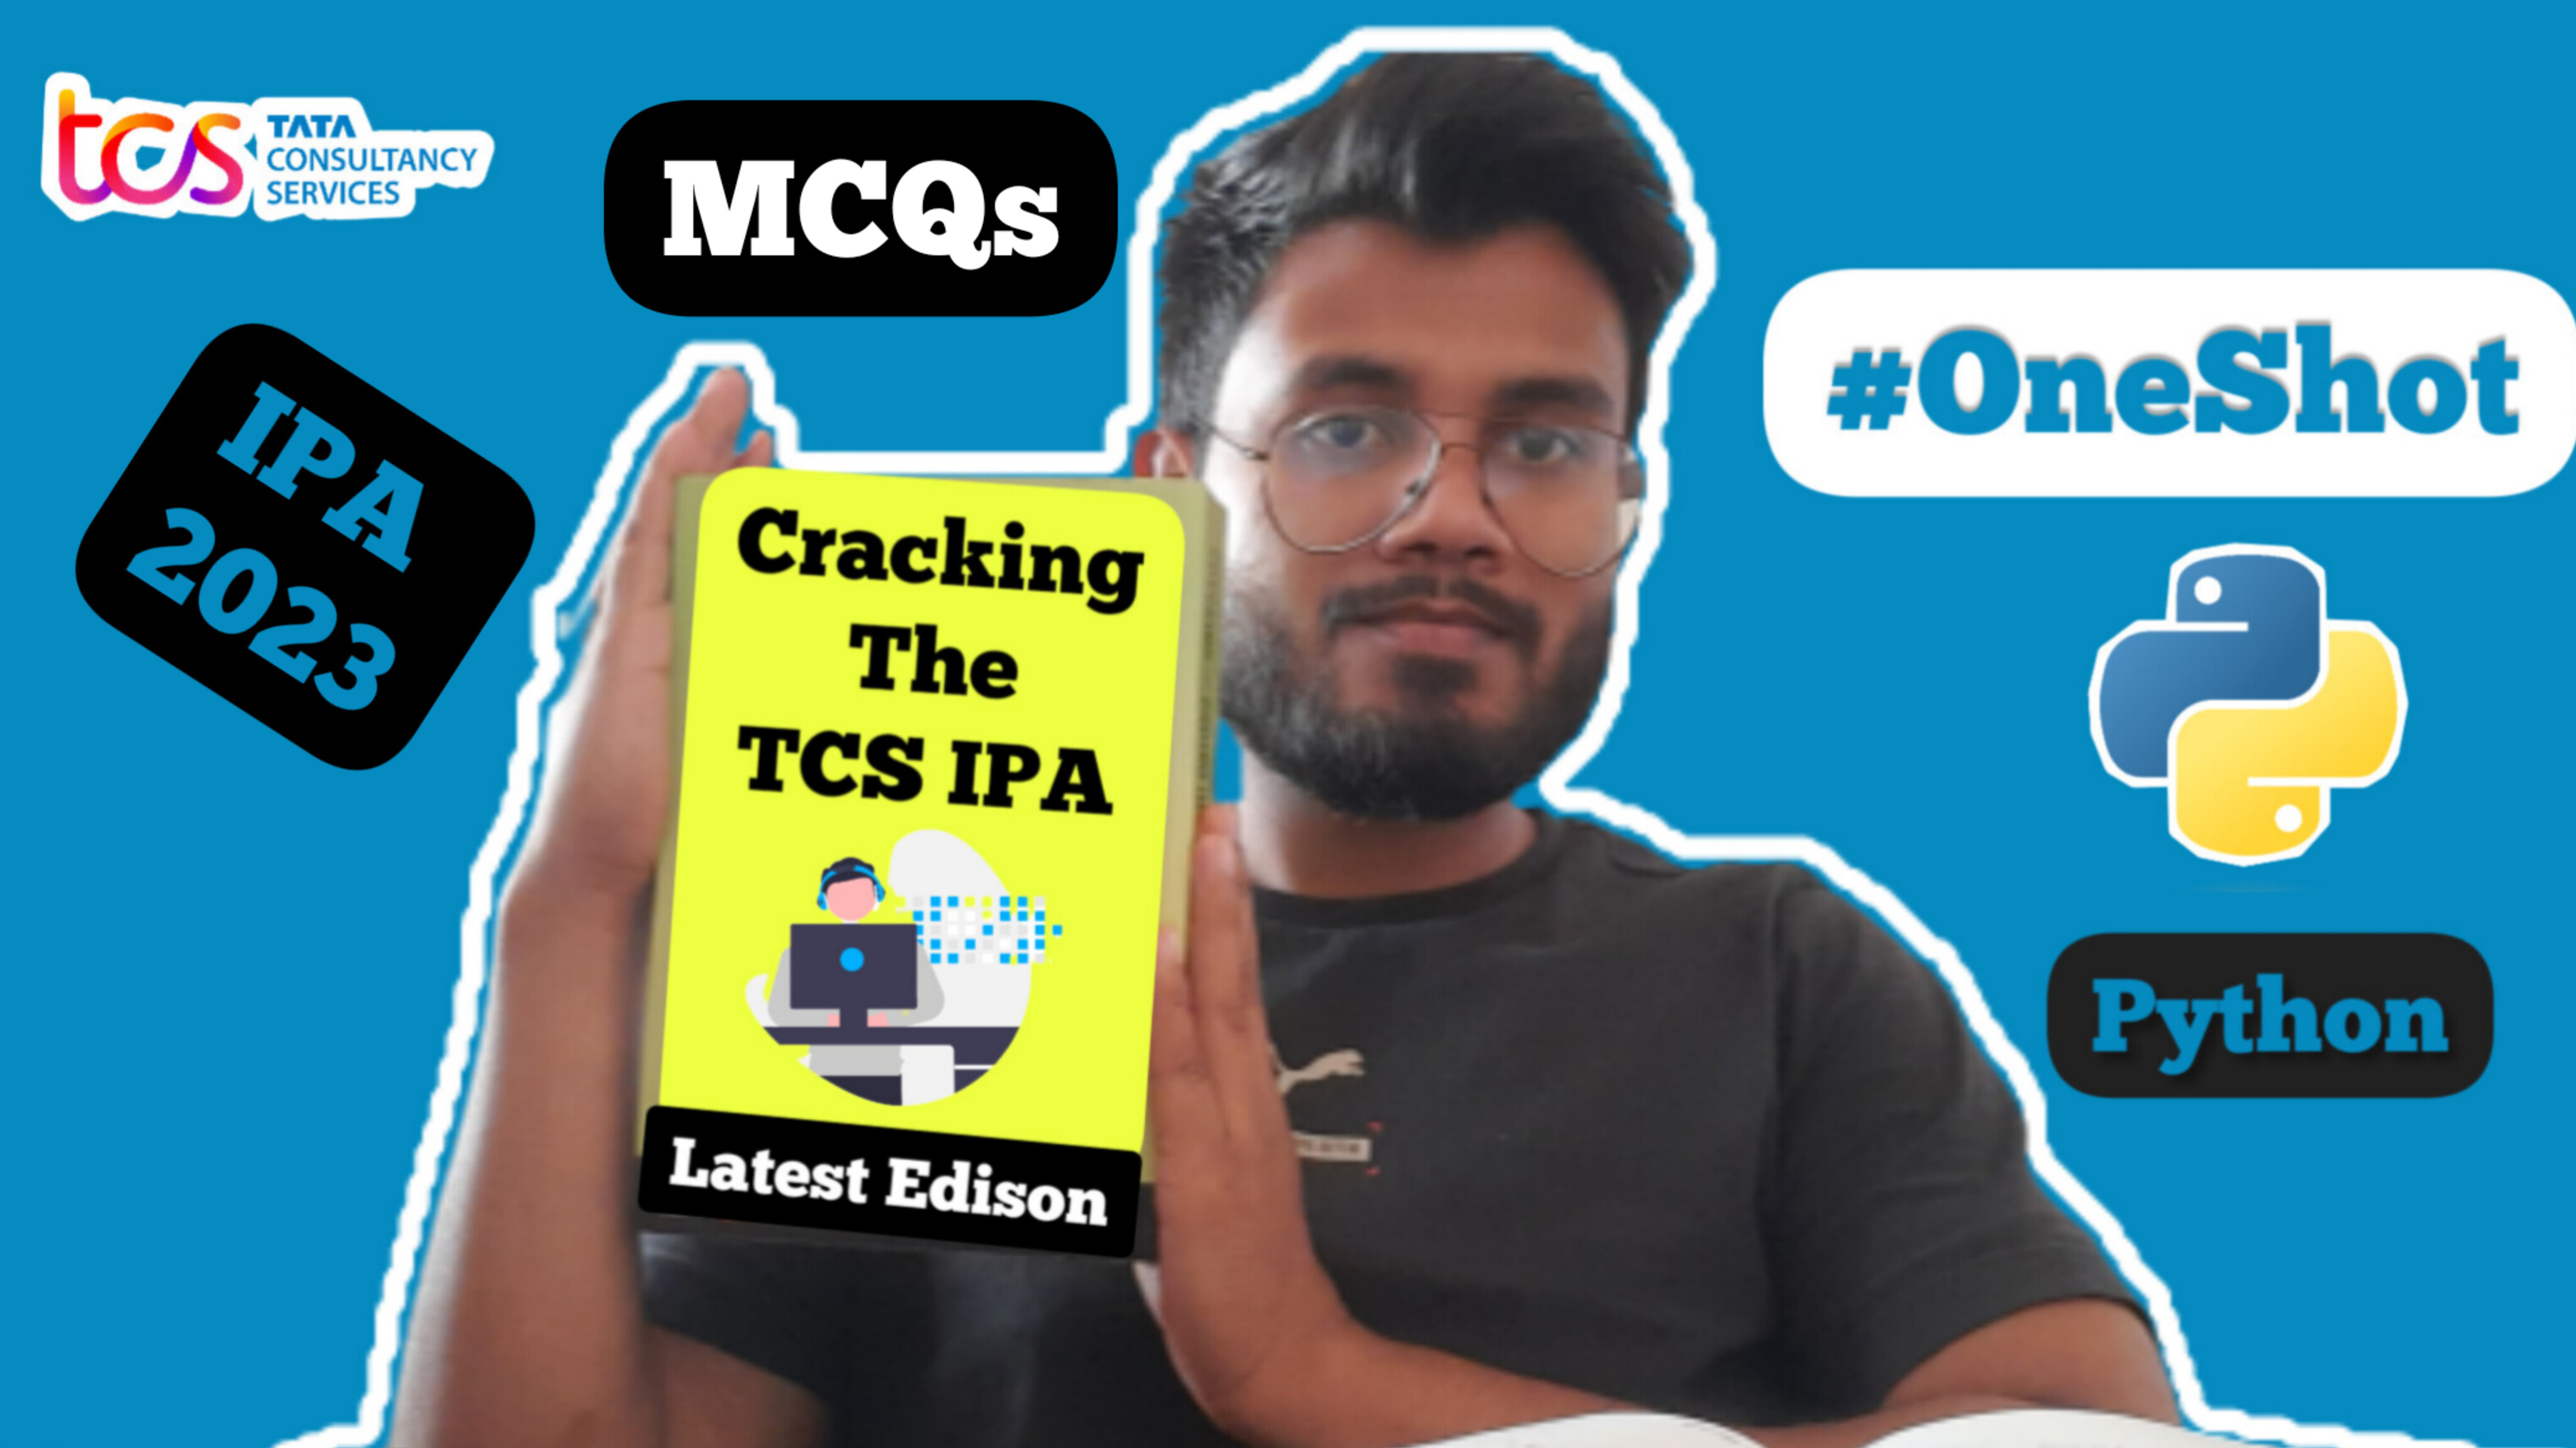 tcs
TATA
CONSULTANCY
SERVICES
MCQs
IPA
2023
#OneShot
Cracking
The
TCS IPA
Latest Edison
Python